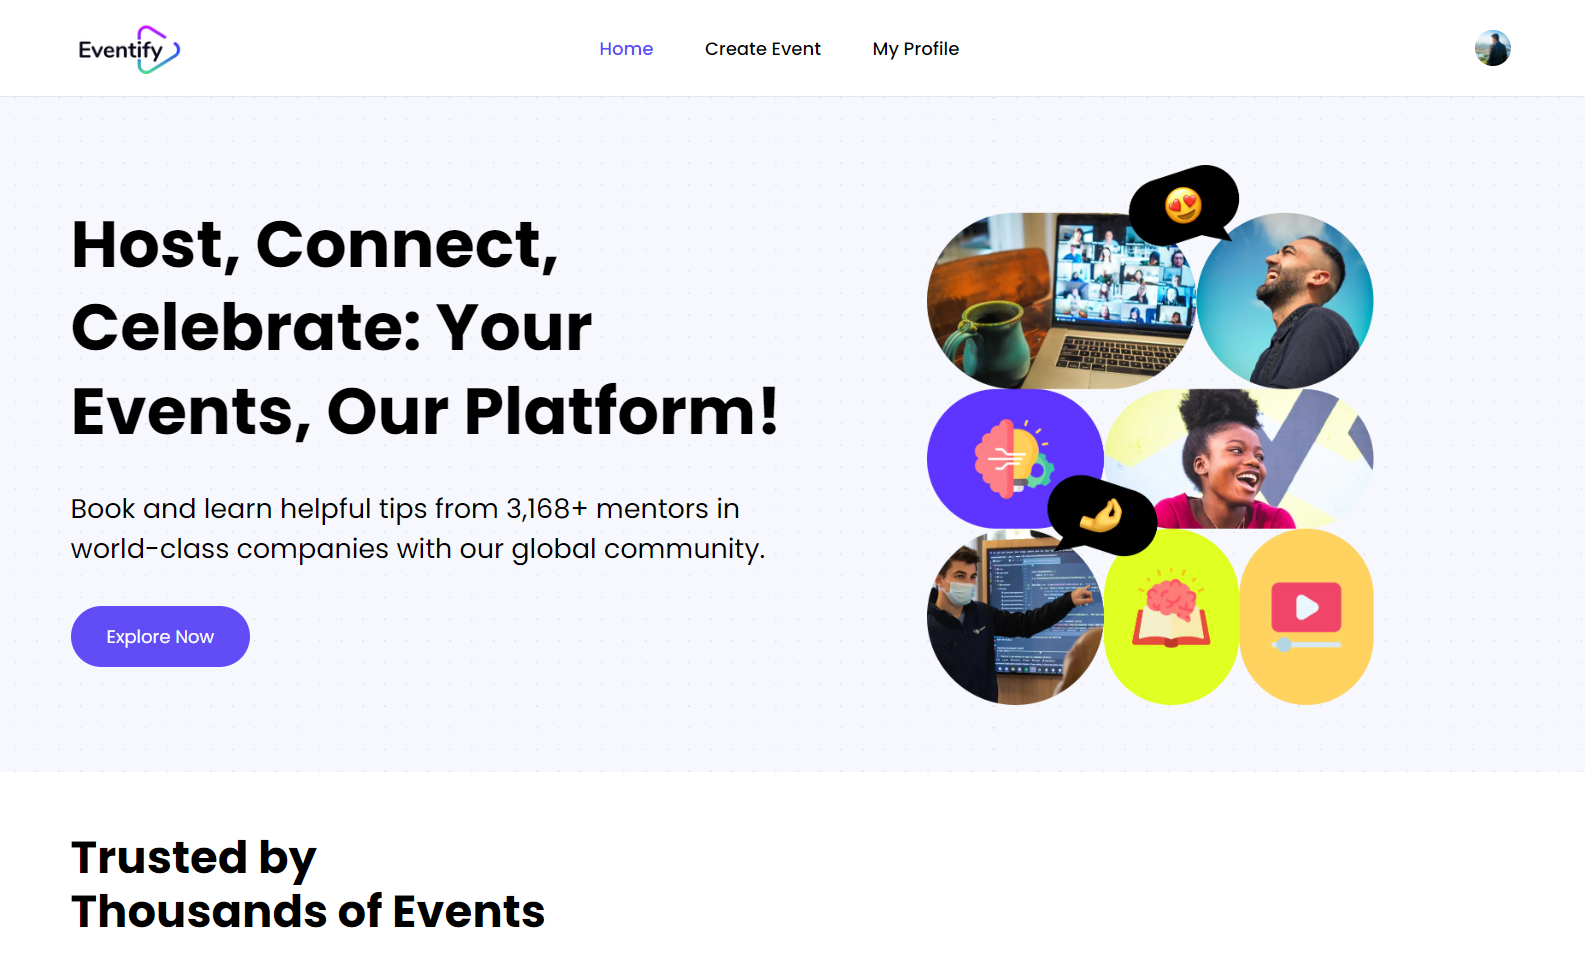 Eventify
Home
Create Event
My Profile
Host, Connect,
Celebrate: Your
Events, Our Platform!
Book and learn helpful tips from 3,168+ mentors in
world-class companies with our global community.
Explore Now
Trusted by
Thousands of Events